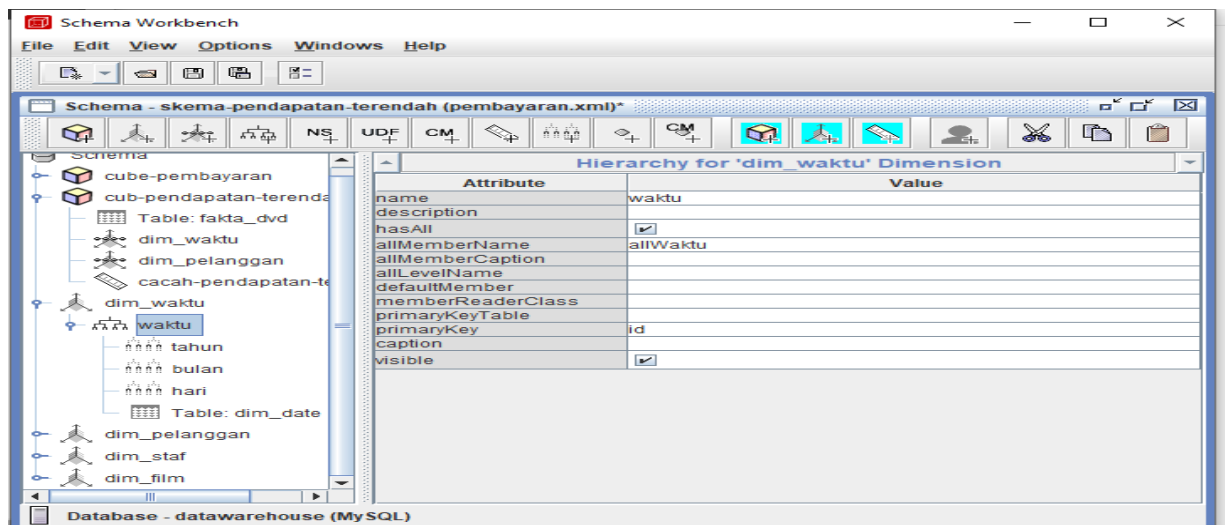 Schema Workbench
File Edit View Options Windows Help
Schema - skema-pendapatan-terendah (pembayaran.xml)*
NS UDF CM CM
Schema
cube-pembayaran
cub-pendapatan-terenda
Table: fakta_dvd
dim_waktu
dim_pelanggan
cacah-pendapatan-te
dim_waktu
waktu
tahun
bulan
hari
Table: dim_date
dim_pelanggan
dim_staf
dim_film
Hierarchy for 'dim_waktu' Dimension
Attribute Value
name waktu
description
hasAll
allMemberName allWaktu
allMemberCaption
allLevelName
defaultMember
memberReaderClass
primaryKeyTable
primaryKey id
caption
visible
Database - datawarehouse (MySQL)